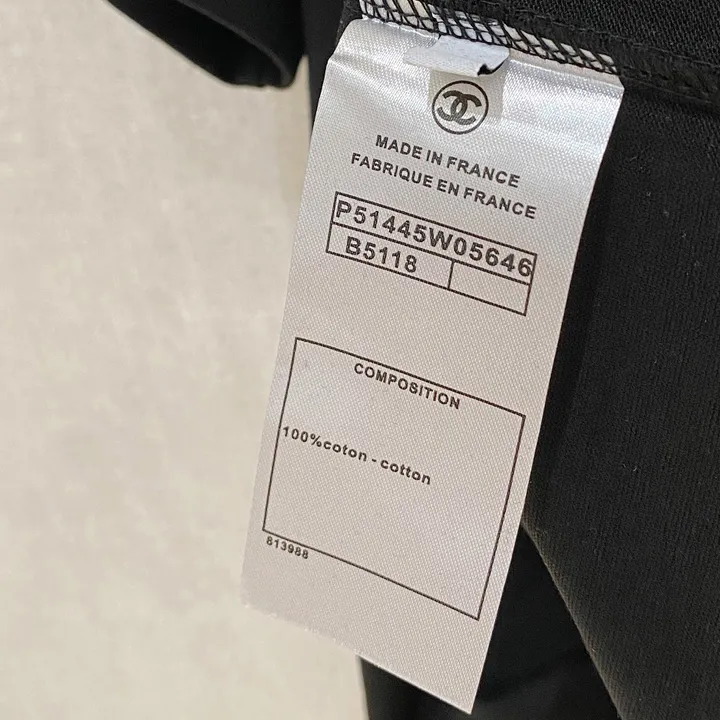 MADE IN FRANCE
FABRIQUE EN FRANCE
P51445W05646
B5118
COMPOSITION
100%coton - cotton
813988